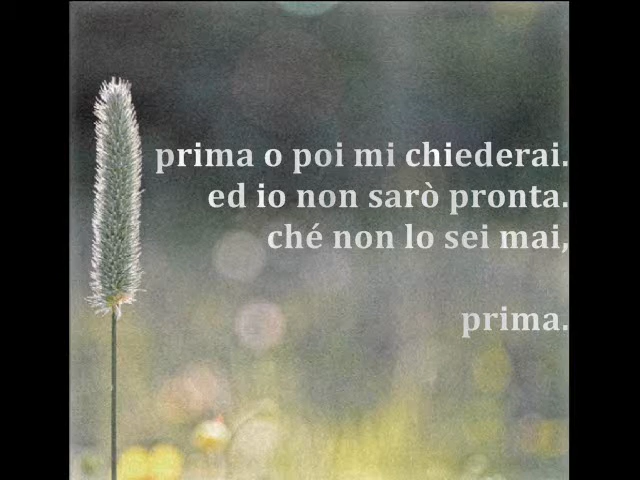 prima o poi mi chiederai.
ed io non sarò pronta.
ché non lo sei mai,
prima.